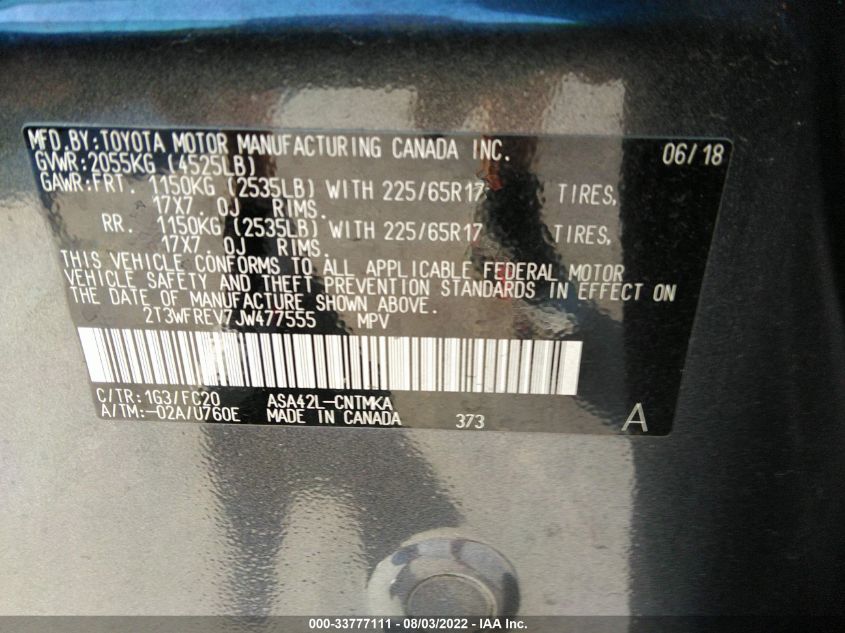 MFD.BY:TOYOTA MOTOR MANUFACTURING CANADA INC. 06/18
GVWR:2055KG (4525LB)
GAWR:FRT. 1150KG (2535LB) WITH 225/65R17 TIRES,
17X7.0J RIMS.
RR. 1150KG (2535LB) WITH 225/65R17 TIRES,
17X7.0J RIMS.
THIS VEHICLE CONFORMS TO ALL APPLICABLE FEDERAL MOTOR
VEHICLE SAFETY AND THEFT PREVENTION STANDARDS IN EFFECT ON
THE DATE OF MANUFACTURE SHOWN ABOVE.
2T3WFREV7JW477555 MPV
C/TR:1G3/FC20 ASA42L-CNTMKA
A/TM:-02A/U760E MADE IN CANADA 373 A
000-33777111 - 08/03/2022 - IAA Inc.